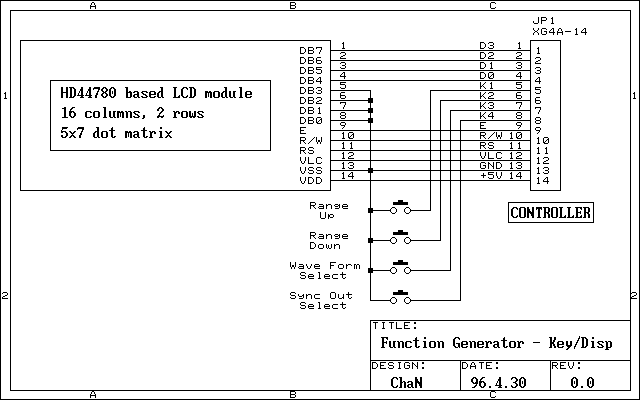 A B C
JP1
XG4A-14
DB7 1 D3 1 1
DB6 2 D2 2 2
DB5 3 D1 3 3
DB4 4 D0 4 4
DB3 5 K1 5 5
DB2 6 K2 6 6
DB1 7 K3 7 7
DB0 8 K4 8 8
E 9 E 9 9
R/W 10 R/W 10 10
RS 11 RS 11 11
VLC 12 VLC 12 12
VSS 13 GND 13 13
VDD 14 +5V 14 14
HD44780 based LCD module
16 columns, 2 rows
5x7 dot matrix
1 1
Range
Up
CONTROLLER
Range
Down
Wave Form
Select
Sync Out
Select
2 2
TITLE:
Function Generator - Key/Disp
DESIGN: DATE: REV:
ChaN 96.4.30 0.0
A B C